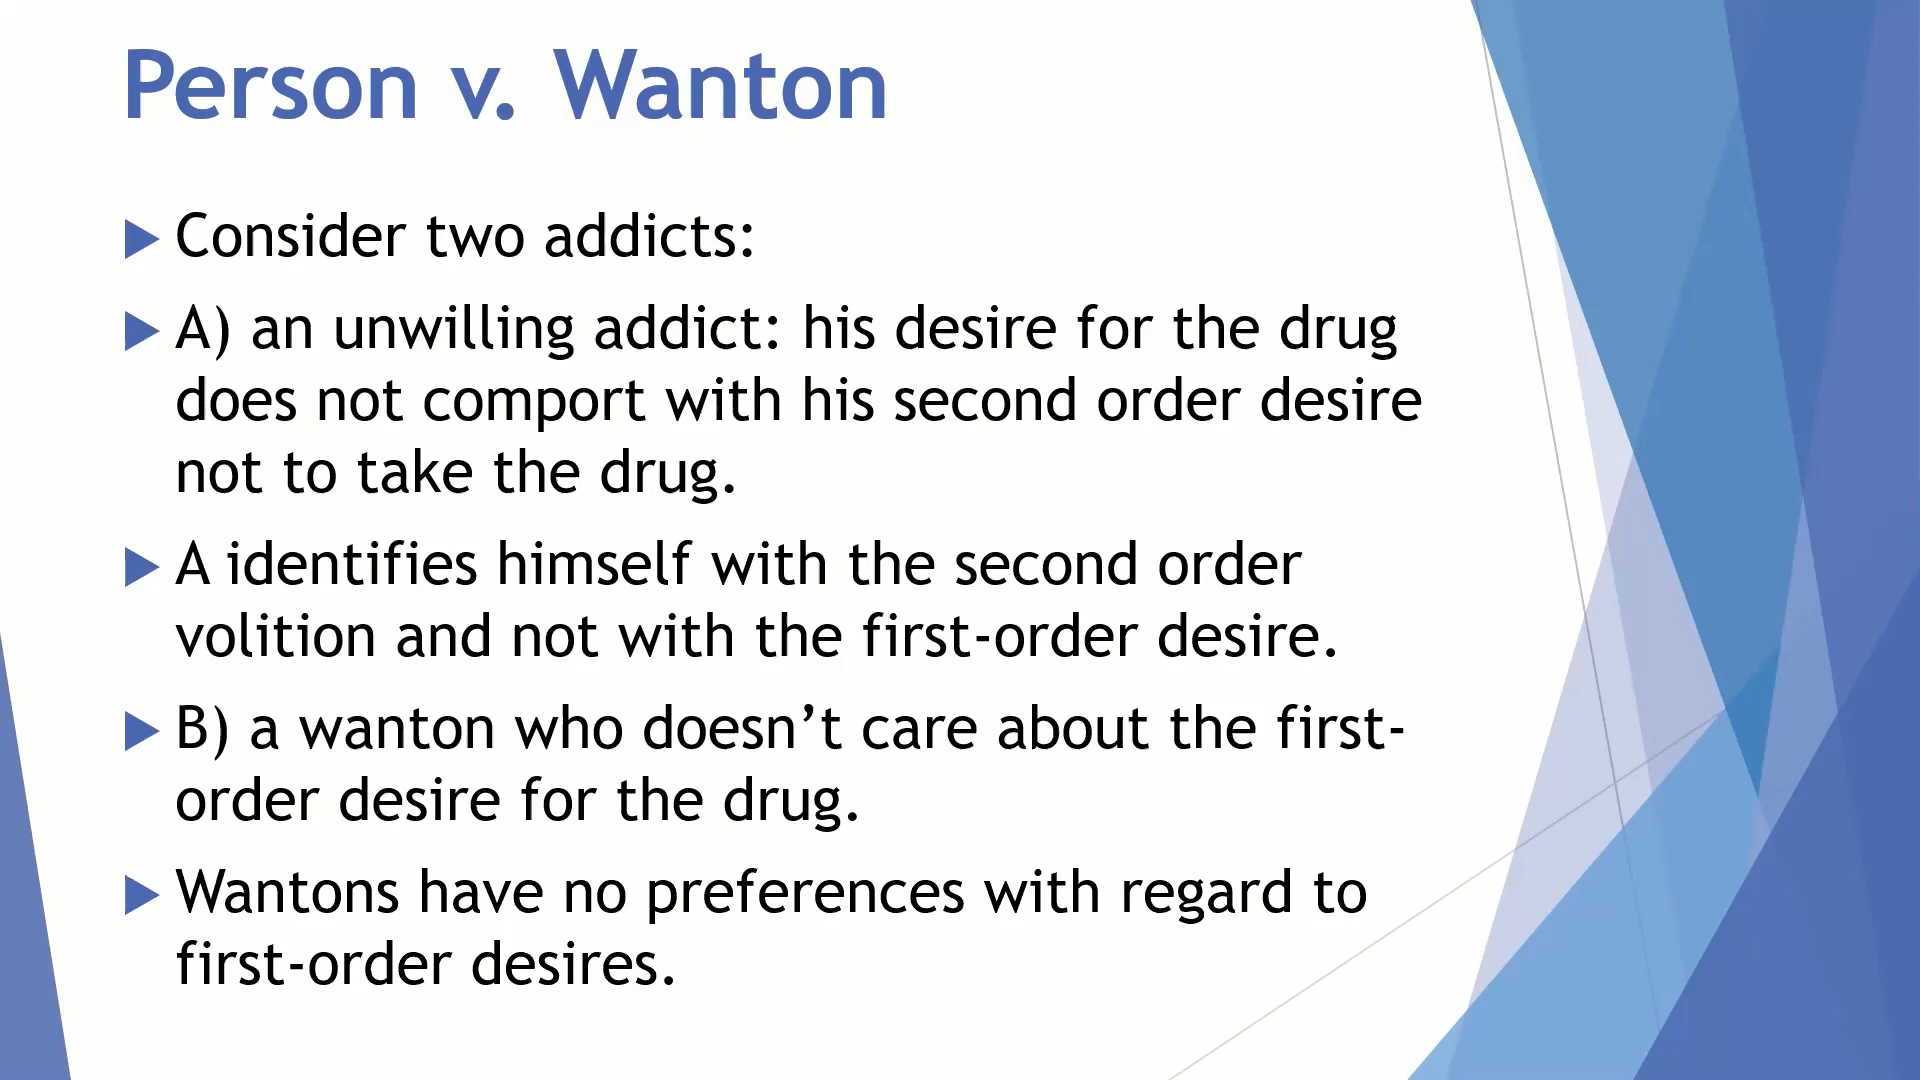 Person v. Wanton
Consider two addicts:
A) an unwilling addict: his desire for the drug
does not comport with his second order desire
not to take the drug.
A identifies himself with the second order
volition and not with the first-order desire.
B) a wanton who doesn’t care about the first-
order desire for the drug.
Wantons have no preferences with regard to
first-order desires.